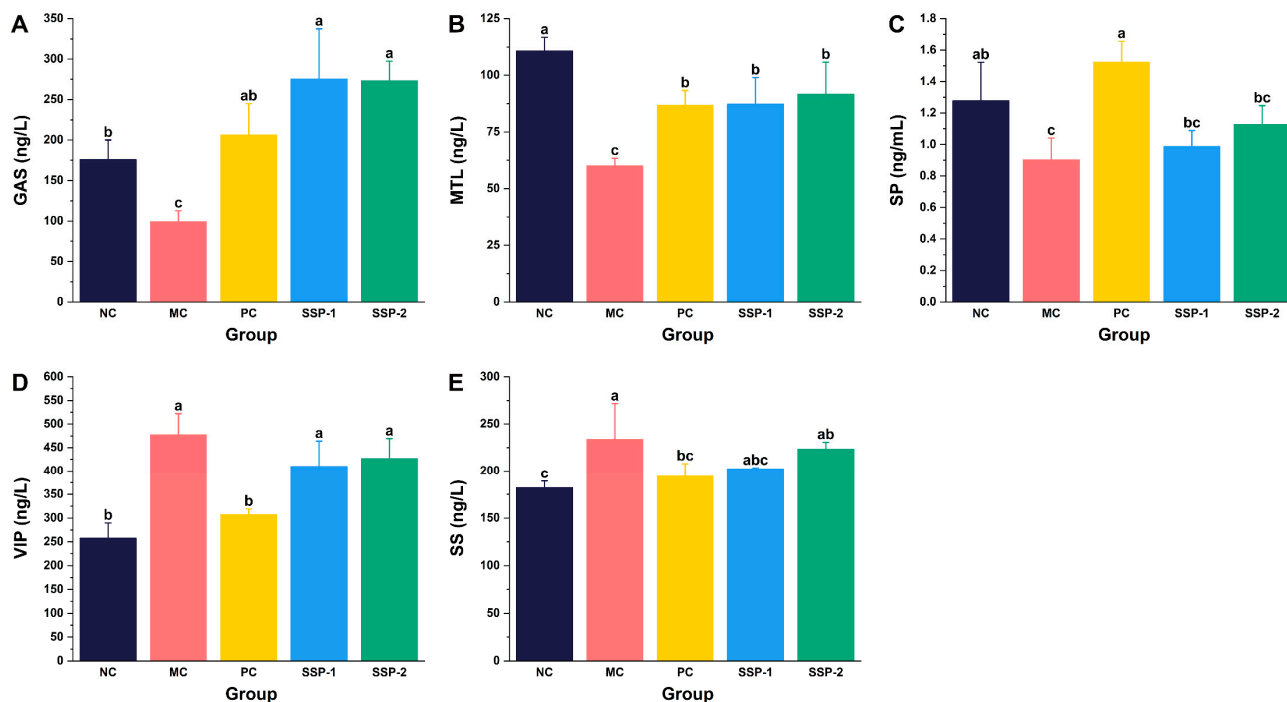 A
GAS (ng/L)
350
300
250
200
150
100
50
0
b
c
ab
a
a
NC
MC
PC
SSP-1
SSP-2
Group
B
MTL (ng/L)
125
100
75
50
25
0
a
c
b
b
b
NC
MC
PC
SSP-1
SSP-2
Group
C
SP (ng/mL)
1.8
1.6
1.4
1.2
1.0
0.8
0.6
0.4
0.2
0.0
ab
c
a
bc
bc
NC
MC
PC
SSP-1
SSP-2
Group
D
VIP (ng/L)
600
550
500
450
400
350
300
250
200
150
100
50
0
b
a
b
a
a
NC
MC
PC
SSP-1
SSP-2
Group
E
SS (ng/L)
300
250
200
150
100
50
0
c
a
bc
abc
ab
NC
MC
PC
SSP-1
SSP-2
Group